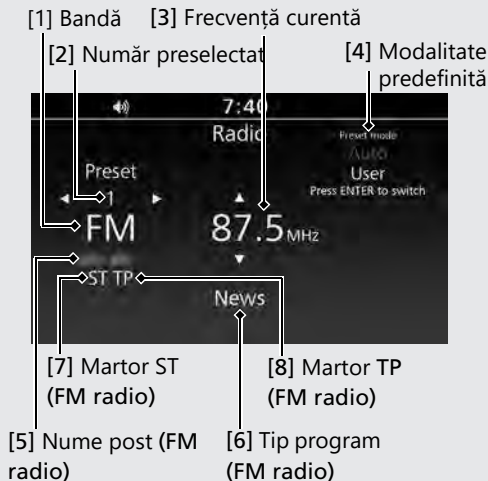 [1] Bandă [3] Frecvență curentă
[2] Număr preselectat [4] Modalitate predefinită
7:40
Radio
Preset mode
Auto
User
Press ENTER to switch
Preset
1
FM
87.5 MHz
ST TP
News
[7] Martor ST
(FM radio)
[8] Martor TP
(FM radio)
[5] Nume post (FM
radio)
[6] Tip program
(FM radio)